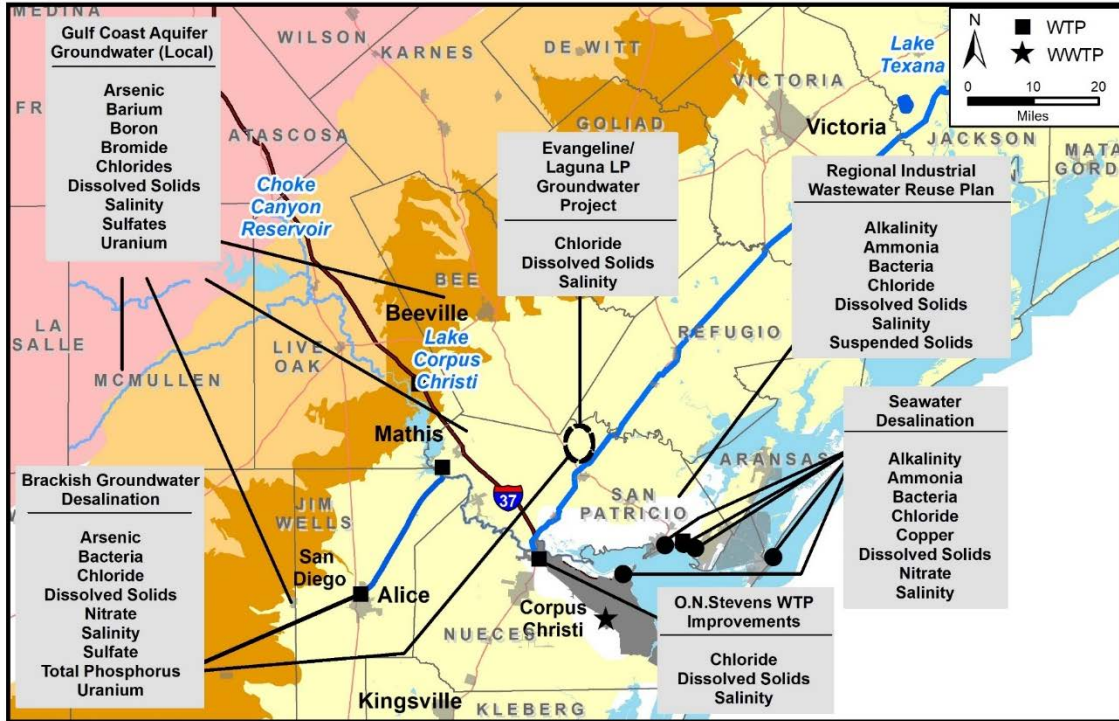 MEDINA
WILSON
KARNES
DE WITT
VICTORIA
Lake
Texana
N
WTP
WWTP
0 10 20
Miles
Gulf Coast Aquifer
Groundwater (Local)
Arsenic
Barium
Boron
Bromide
Chlorides
Dissolved Solids
Salinity
Sulfates
Uranium
FR
ATASCOSA
GOLIAD
Victoria
JACKSON
MATA
GORD
Choke
Canyon
Reservoir
Evangeline/
Laguna LP
Groundwater
Project
Chloride
Dissolved Solids
Salinity
Regional Industrial
Wastewater Reuse Plan
Alkalinity
Ammonia
Bacteria
Chloride
Dissolved Solids
Salinity
Suspended Solids
BEE
Beeville
LA
SALLE
MCMULLEN
LIVE
OAK
Lake
Corpus
Christi
REFUGIO
Mathis
Seawater
Desalination
Alkalinity
Ammonia
Bacteria
Chloride
Copper
Dissolved Solids
Nitrate
Salinity
ARANSAS
SAN
PATRICIO
37
Brackish Groundwater
Desalination
Arsenic
Bacteria
Chloride
Dissolved Solids
Nitrate
Salinity
Sulfate
Total Phosphorus
Uranium
JIM
WELLS
San
Diego
Alice
NUECES
Corpus
Christi
O.N.Stevens WTP
Improvements
Chloride
Dissolved Solids
Salinity
Kingsville
KLEBERG